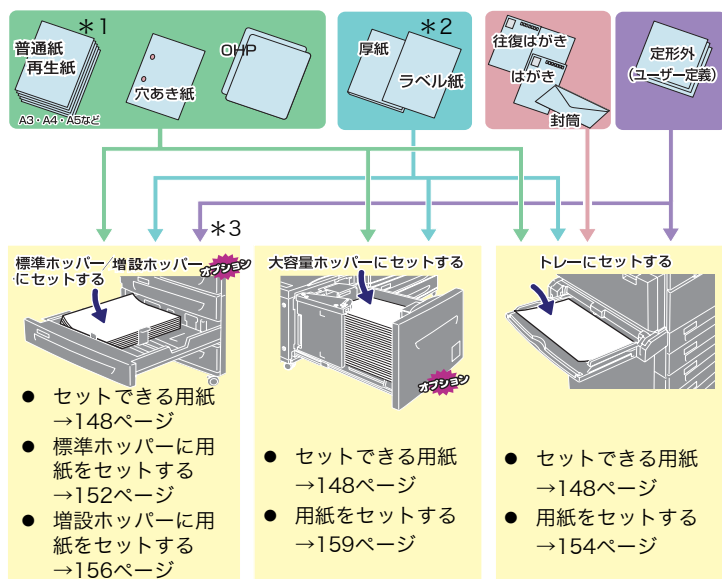 ＊1
普通紙
再生紙
A3・A4・A5など
穴あき紙
OHP
＊2
厚紙
ラベル紙
往復はがき
はがき
封筒
定形外
(ユーザー定義)
＊3
標準ホッパー/増設ホッパー
にセットする
オプション
● セットできる用紙
→148ページ
● 標準ホッパーに用
紙をセットする
→152ページ
● 増設ホッパーに用
紙をセットする
→156ページ
大容量ホッパーにセットする
オプション
● セットできる用紙
→148ページ
● 用紙をセットする
→159ページ
トレーにセットする
● セットできる用紙
→148ページ
● 用紙をセットする
→154ページ